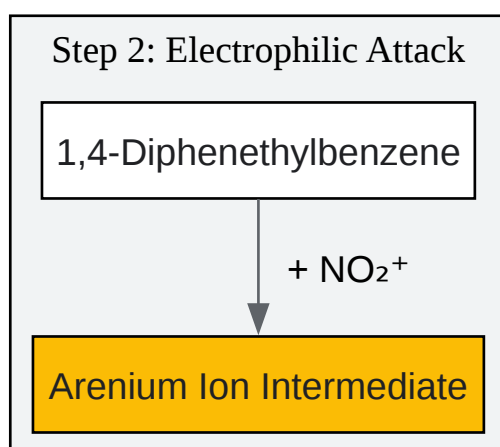 Step 2: Electrophilic Attack
1,4-Diphenethylbenzene
+ NO₂⁺
Arenium Ion Intermediate